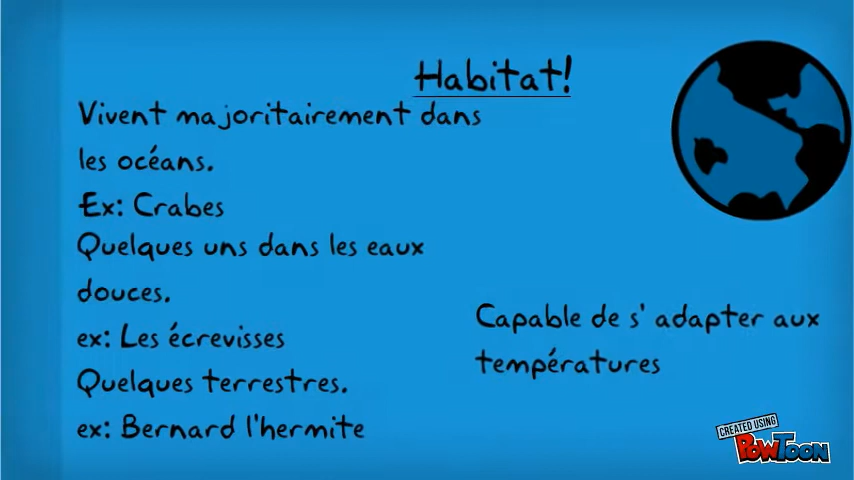 Habitat!
Vivent majoritairement dans
les océans.
Ex: Crabes
Quelques uns dans les eaux
douces.
ex: Les écrevisses
Quelques terrestres.
ex: Bernard l'hermite
Capable de s' adapter aux
températures
CREATED USING
POWTOON